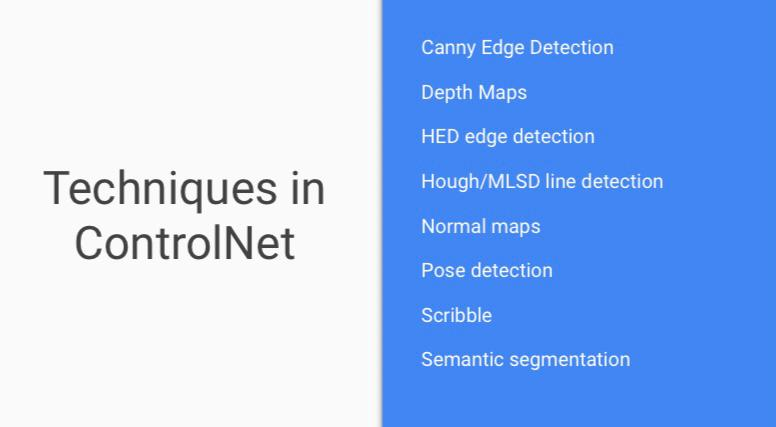 Techniques in
ControlNet
Canny Edge Detection
Depth Maps
HED edge detection
Hough/MLSD line detection
Normal maps
Pose detection
Scribble
Semantic segmentation